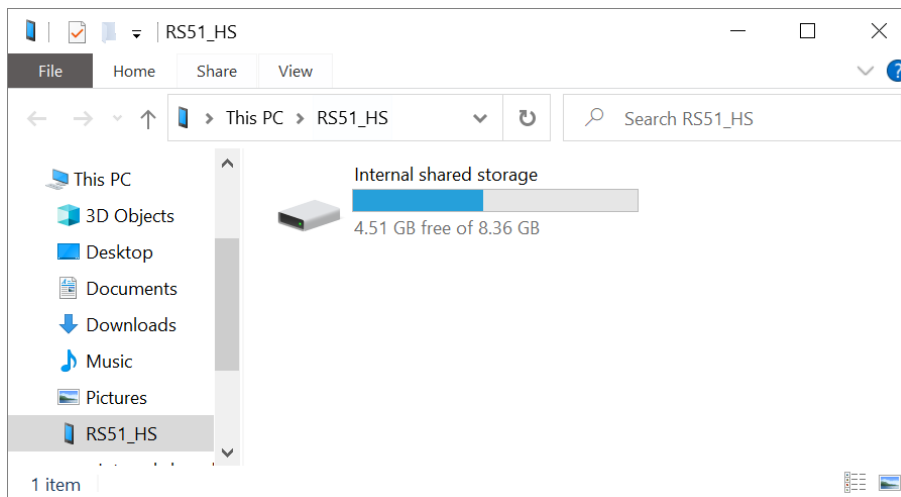 RS51_HS
File Home Share View
This PC RS51_HS
Search RS51_HS
This PC
3D Objects
Desktop
Documents
Downloads
Music
Pictures
RS51_HS
Internal shared storage
4.51 GB free of 8.36 GB
1 item